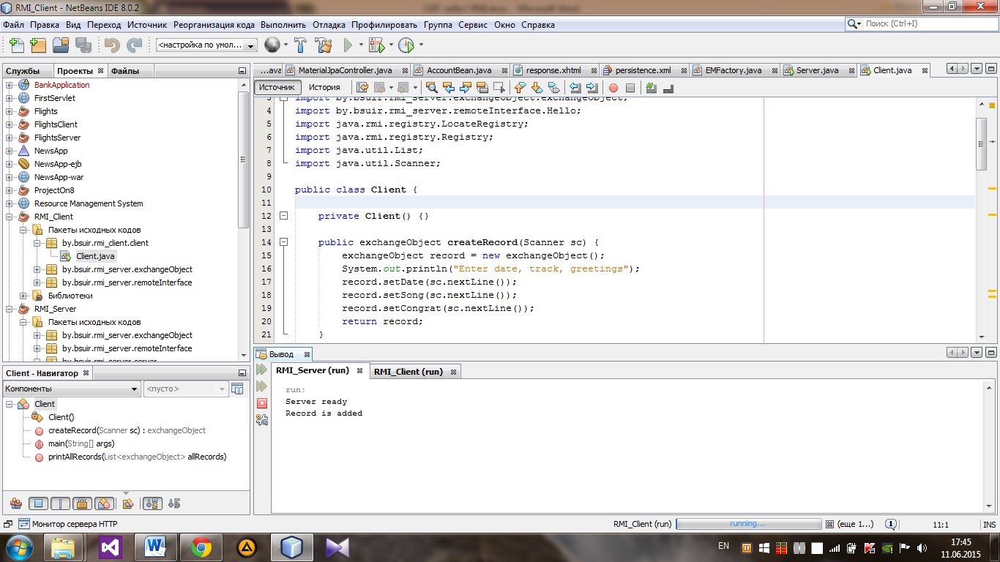 RMI_Client - NetBeans IDE 8.0.2
Файл Правка Вид Переход Источник Реорганизация кода Выполнить Отладка Профилировать Группа Сервис Окно Справка
Поиск (Ctrl+I)
<настройка по умол...
Службы Проекты Файлы
...ava MaterialJpaController.java AccountBean.java response.xhtml persistence.xml EMFactory.java Server.java Client.java
Источник История
BankApplication
FirstServlet
Flights
FlightsClient
FlightsServer
NewsApp
NewsApp-ejb
NewsApp-war
ProjectOn8
Resource Management System
RMI_Client
Пакеты исходных кодов
by.bsuir.rmi_client.client
Client.java
by.bsuir.rmi_server.exchangeObject
by.bsuir.rmi_server.remoteInterface
Библиотеки
RMI_Server
Пакеты исходных кодов
by.bsuir.rmi_server.exchangeObject
by.bsuir.rmi_server.remoteInterface
by.bsuir.rmi_server.server
3 import by.bsuir.rmi_server.exchangeObject.exchangeObject;
4 import by.bsuir.rmi_server.remoteInterface.Hello;
5 import java.rmi.registry.LocateRegistry;
6 import java.rmi.registry.Registry;
7 import java.util.List;
8 import java.util.Scanner;
9
10 public class Client {
11
12 private Client() {}
13
14 public exchangeObject createRecord(Scanner sc) {
15 exchangeObject record = new exchangeObject();
16 System.out.println("Enter date, track, greetings");
17 record.setDate(sc.nextLine());
18 record.setSong(sc.nextLine());
19 record.setCongrat(sc.nextLine());
20 return record;
21 }
Client - Навигатор
Компоненты <пусто>
Client
Client()
createRecord(Scanner sc) : exchangeObject
main(String[] args)
printAllRecords(List<exchangeObject> allRecords)
Вывод
RMI_Server (run) RMI_Client (run)
run:
Server ready
Record is added
Монитор сервера HTTP
RMI_Client (run) running... (еще 1...) 1 11:1 INS
EN
17:45
11.06.2015